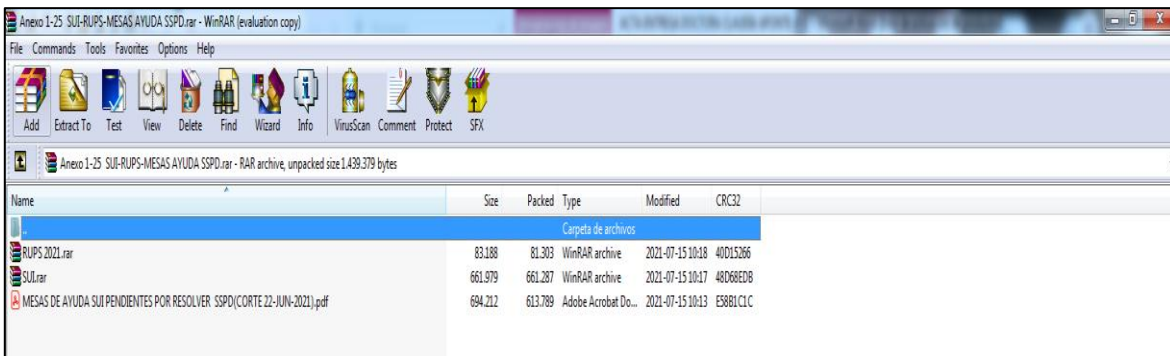 Anexo 1-25 SUI-RUPS-MESAS AYUDA SSPD.rar - WinRAR (evaluation copy)
File Commands Tools Favorites Options Help
Add Extract To Test View Delete Find Wizard Info VirusScan Comment Protect SFX
Anexo 1-25 SUI-RUPS-MESAS AYUDA SSPD.rar - RAR archive, unpacked size 1.439.379 bytes
Name Size Packed Type Modified CRC32
.. Carpeta de archivos
RUPS 2021.rar 83.188 81.303 WinRAR archive 2021-07-15 10:18 40D15266
SUI.rar 661.979 661.287 WinRAR archive 2021-07-15 10:17 48D68EDB
MESAS DE AYUDA SUI PENDIENTES POR RESOLVER SSPD(CORTE 22-JUN-2021).pdf 694.212 613.789 Adobe Acrobat Do... 2021-07-15 10:13 E58B1C1C